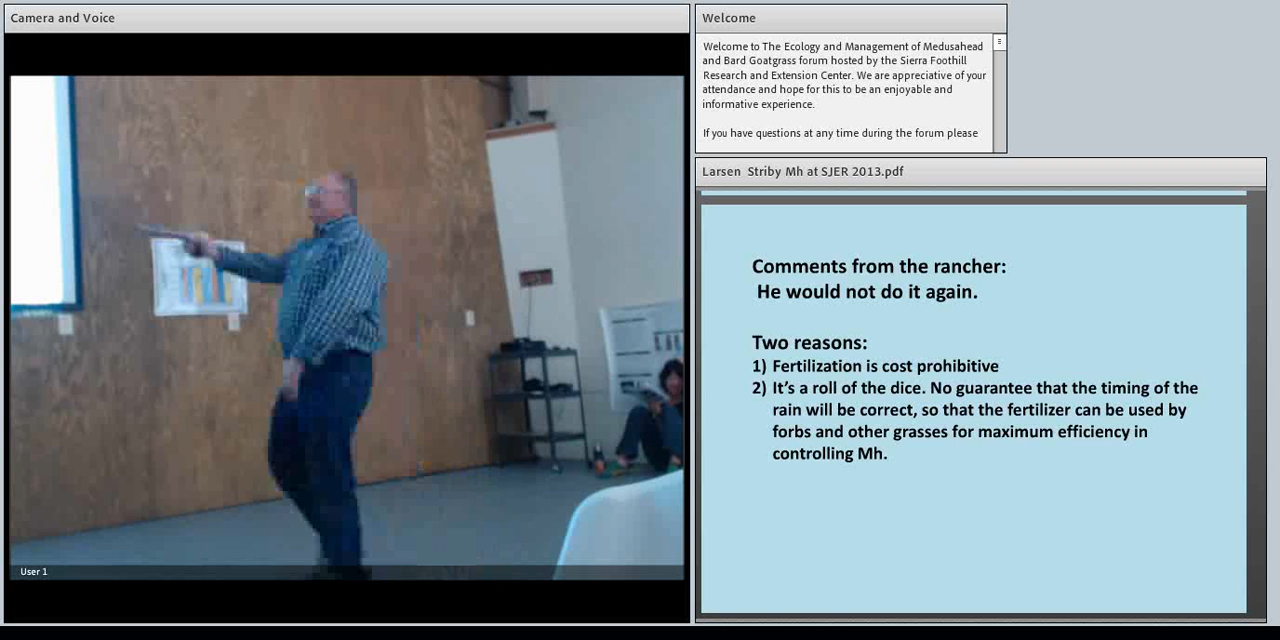 Camera and Voice
User 1
Welcome
Welcome to The Ecology and Management of Medusahead
and Bard Goatgrass forum hosted by the Sierra Foothill
Research and Extension Center. We are appreciative of your
attendance and hope for this to be an enjoyable and
informative experience.
If you have questions at any time during the forum please
Larsen Striby Mh at SJER 2013.pdf
Comments from the rancher:
He would not do it again.
Two reasons:
1) Fertilization is cost prohibitive
2) It’s a roll of the dice. No guarantee that the timing of the
rain will be correct, so that the fertilizer can be used by
forbs and other grasses for maximum efficiency in
controlling Mh.